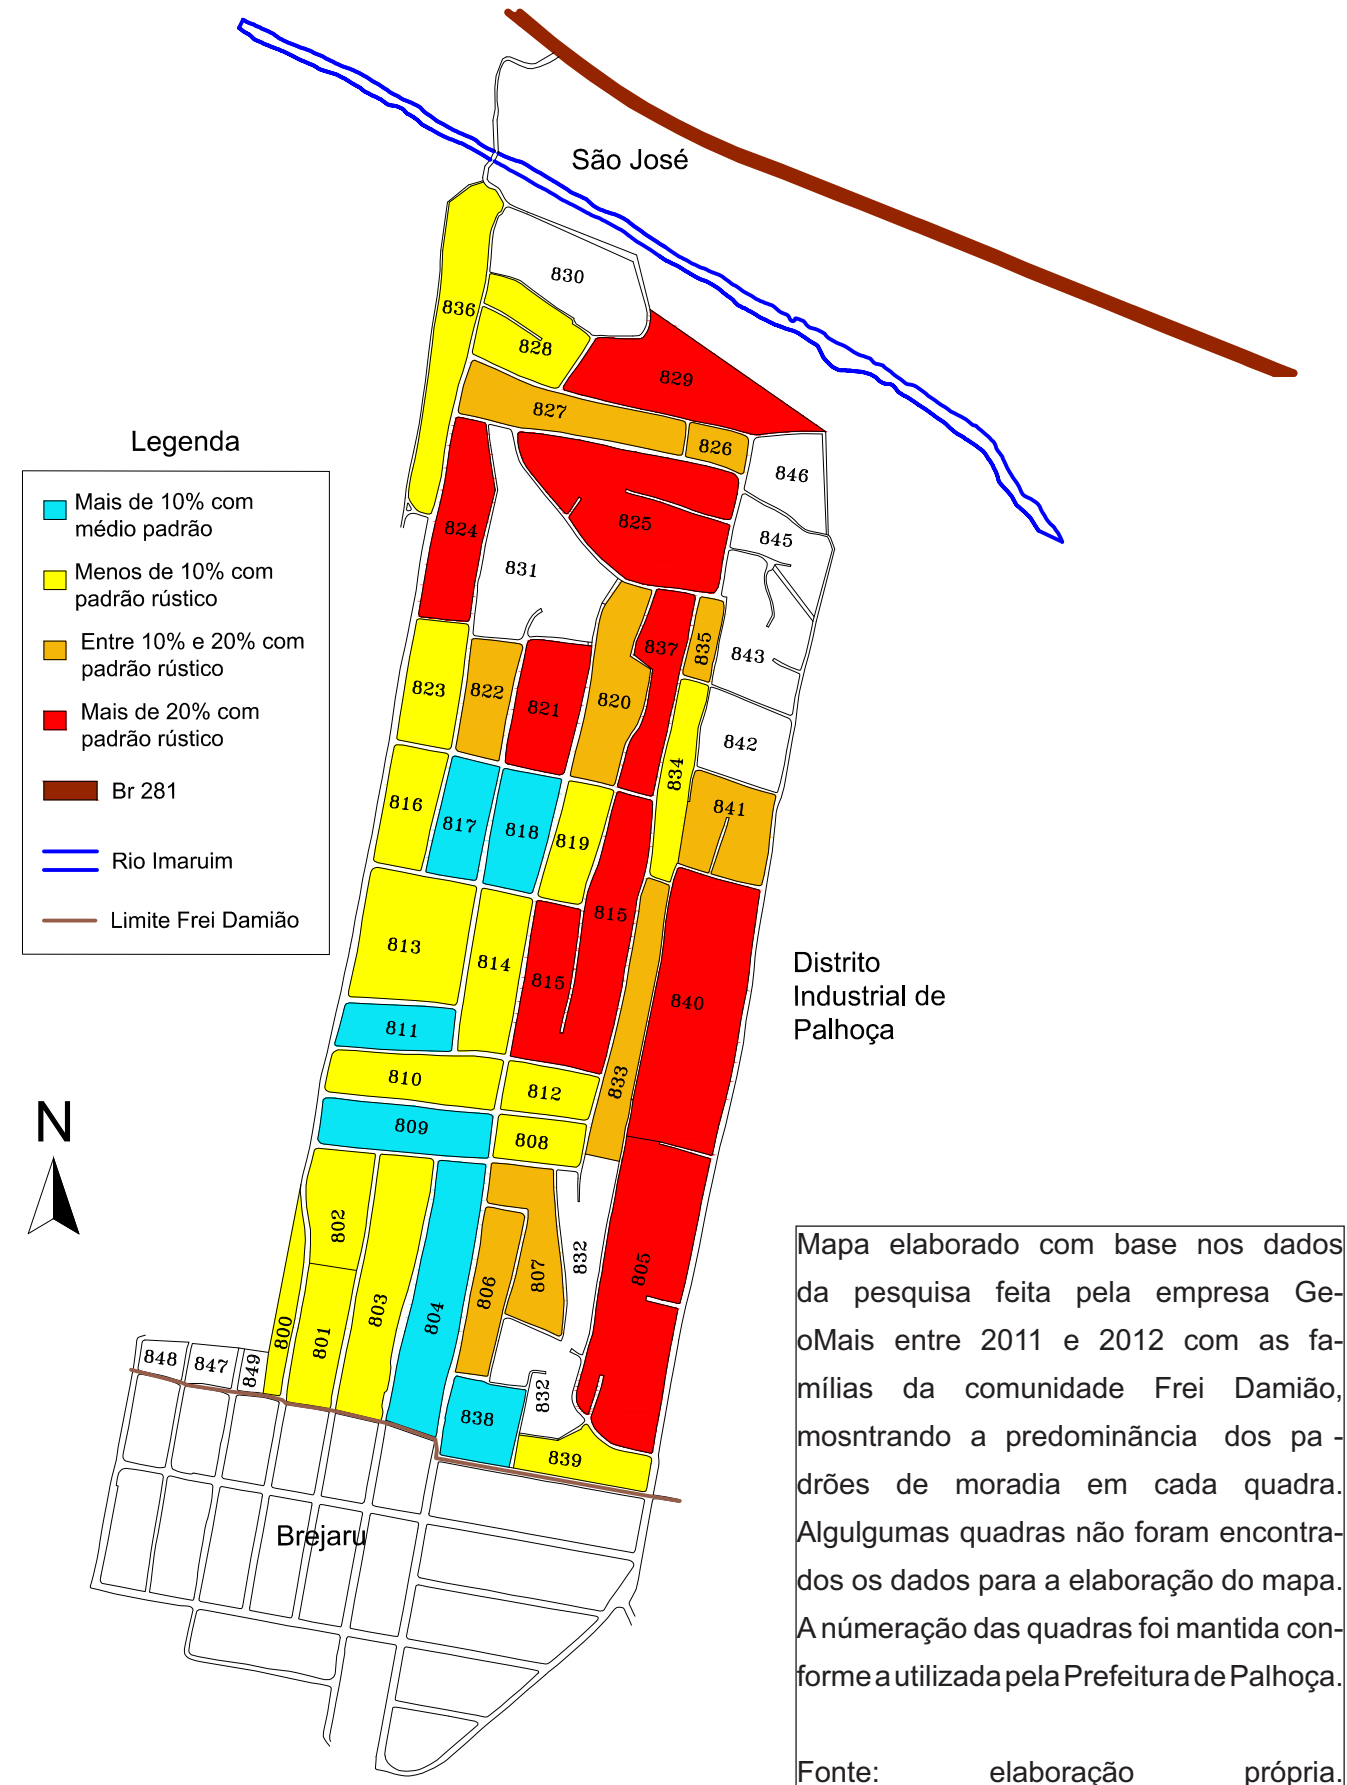 São José
830
836
828
829
827
826
846
Legenda
Mais de 10% com
médio padrão
Menos de 10% com
padrão rústico
Entre 10% e 20% com
padrão rústico
Mais de 20% com
padrão rústico
Br 281
Rio Imaruim
Limite Frei Damião
824
825
845
831
837
835
843
823
822
821
820
842
834
816
817
818
819
841
813
814
815
815
840
Distrito
Industrial de
Palhoça
811
810
812
833
809
808
N
802
832
807
806
805
804
803
801
800
848
847
849
832
838
839
Brejaru
Mapa elaborado com base nos dados
da pesquisa feita pela empresa Ge-
oMais entre 2011 e 2012 com as fa-
mílias da comunidade Frei Damião,
mosntrando a predominãncia dos pa -
drões de moradia em cada quadra.
Algulgumas quadras não foram encontra-
dos os dados para a elaboração do mapa.
A númeração das quadras foi mantida con-
forme a utilizada pela Prefeitura de Palhoça.
Fonte: elaboração própria.